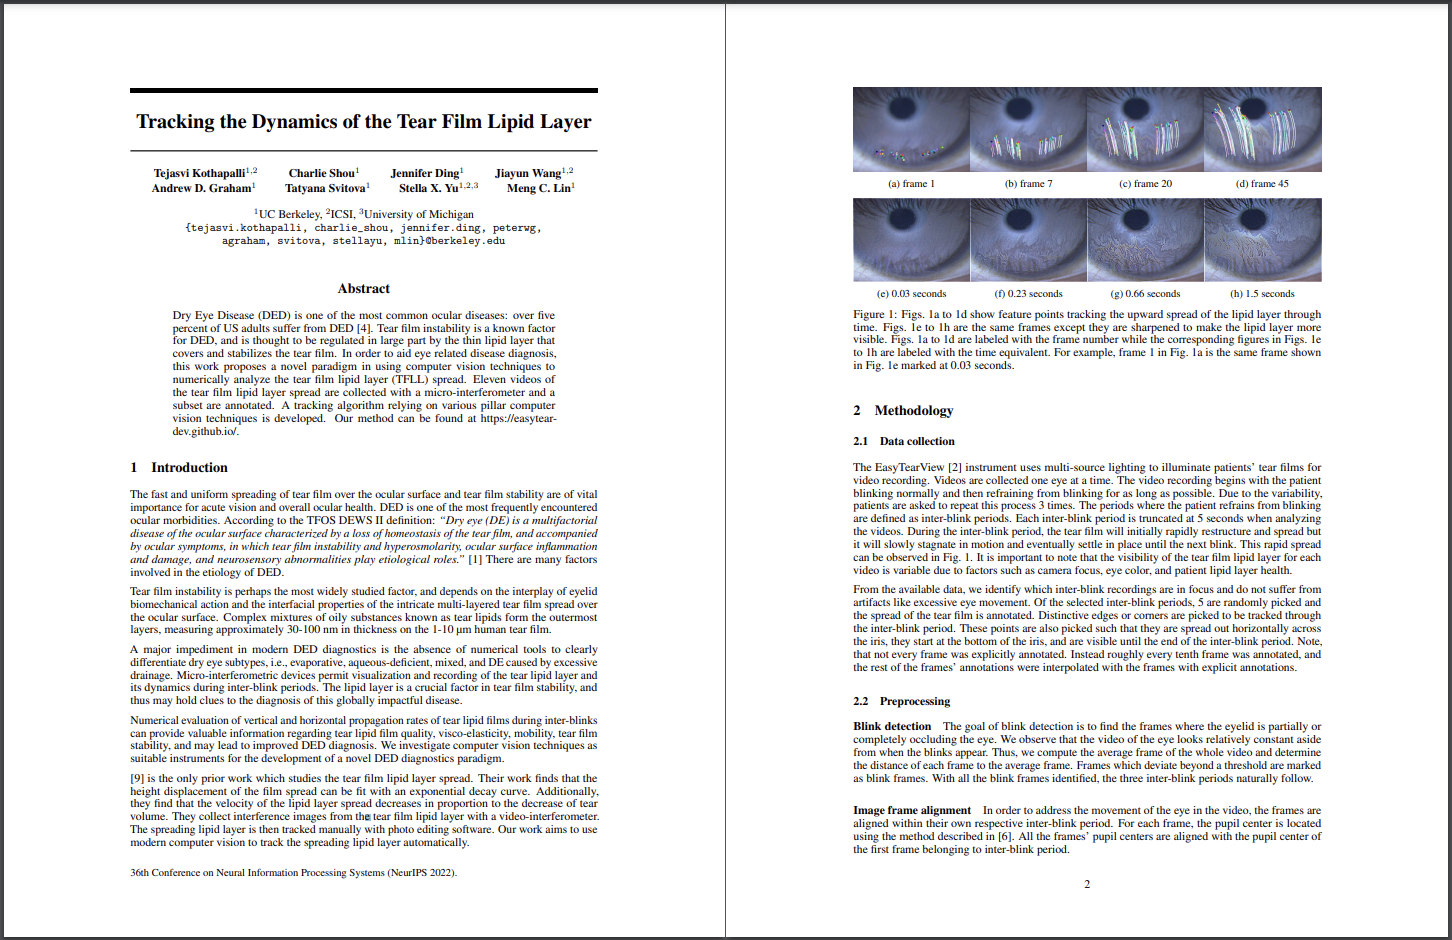 Tracking the Dynamics of the Tear Film Lipid Layer
Tejasvi Kothapalli1,2 Charlie Shou1 Jennifer Ding1 Jiayun Wang1,2
Andrew D. Graham1 Tatyana Svitova1 Stella X. Yu1,2,3 Meng C. Lin1
1UC Berkeley, 2ICSI, 3University of Michigan
{tejasvi.kothapalli, charlie_shou, jennifer.ding, peterwg,
agraham, svitova, stellayu, mlin}@berkeley.edu
Abstract
Dry Eye Disease (DED) is one of the most common ocular diseases: over five
percent of US adults suffer from DED [4]. Tear film instability is a known factor
for DED, and is thought to be regulated in large part by the thin lipid layer that
covers and stabilizes the tear film. In order to aid eye related disease diagnosis,
this work proposes a novel paradigm in using computer vision techniques to
numerically analyze the tear film lipid layer (TFLL) spread. Eleven videos of
the tear film lipid layer spread are collected with a micro-interferometer and a
subset are annotated. A tracking algorithm relying on various pillar computer
vision techniques is developed. Our method can be found at https://easytear-
dev.github.io/.
1 Introduction
The fast and uniform spreading of tear film over the ocular surface and tear film stability are of vital
importance for acute vision and overall ocular health. DED is one of the most frequently encountered
ocular morbidities. According to the TFOS DEWS II definition: “Dry eye (DE) is a multifactorial
disease of the ocular surface characterized by a loss of homeostasis of the tear film, and accompanied
by ocular symptoms, in which tear film instability and hyperosmolarity, ocular surface inflammation
and damage, and neurosensory abnormalities play etiological roles.” [1] There are many factors
involved in the etiology of DED.
Tear film instability is perhaps the most widely studied factor, and depends on the interplay of eyelid
biomechanical action and the interfacial properties of the intricate multi-layered tear film spread over
the ocular surface. Complex mixtures of oily substances known as tear lipids form the outermost
layers, measuring approximately 30-100 nm in thickness on the 1-10 µm human tear film.
A major impediment in modern DED diagnostics is the absence of numerical tools to clearly
differentiate dry eye subtypes, i.e., evaporative, aqueous-deficient, mixed, and DE caused by excessive
drainage. Micro-interferometric devices permit visualization and recording of the tear lipid layer and
its dynamics during inter-blink periods. The lipid layer is a crucial factor in tear film stability, and
thus may hold clues to the diagnosis of this globally impactful disease.
Numerical evaluation of vertical and horizontal propagation rates of tear lipid films during inter-blinks
can provide valuable information regarding tear lipid film quality, visco-elasticity, mobility, tear film
stability, and may lead to improved DED diagnosis. We investigate computer vision techniques as
suitable instruments for the development of a novel DED diagnostics paradigm.
[9] is the only prior work which studies the tear film lipid layer spread. Their work finds that the
height displacement of the film spread can be fit with an exponential decay curve. Additionally,
they find that the velocity of the lipid layer spread decreases in proportion to the decrease of tear
volume. They collect interference images from the tear film lipid layer with a video-interferometer.
The spreading lipid layer is then tracked manually with photo editing software. Our work aims to use
modern computer vision to track the spreading lipid layer automatically.
36th Conference on Neural Information Processing Systems (NeurIPS 2022).
(a) frame 1 (b) frame 7 (c) frame 20 (d) frame 45
(e) 0.03 seconds (f) 0.23 seconds (g) 0.66 seconds (h) 1.5 seconds
Figure 1: Figs. 1a to 1d show feature points tracking the upward spread of the lipid layer through
time. Figs. 1e to 1h are the same frames except they are sharpened to make the lipid layer more
visible. Figs. 1a to 1d are labeled with the frame number while the corresponding figures in Figs. 1e
to 1h are labeled with the time equivalent. For example, frame 1 in Fig. 1a is the same frame shown
in Fig. 1e marked at 0.03 seconds.
2 Methodology
2.1 Data collection
The EasyTearView [2] instrument uses multi-source lighting to illuminate patients’ tear films for
video recording. Videos are collected one eye at a time. The video recording begins with the patient
blinking normally and then refraining from blinking for as long as possible. Due to the variability,
patients are asked to repeat this process 3 times. The periods where the patient refrains from blinking
are defined as inter-blink periods. Each inter-blink period is truncated at 5 seconds when analyzing
the videos. During the inter-blink period, the tear film will initially rapidly restructure and spread but
it will slowly stagnate in motion and eventually settle in place until the next blink. This rapid spread
can be observed in Fig. 1. It is important to note that the visibility of the tear film lipid layer for each
video is variable due to factors such as camera focus, eye color, and patient lipid layer health.
From the available data, we identify which inter-blink recordings are in focus and do not suffer from
artifacts like excessive eye movement. Of the selected inter-blink periods, 5 are randomly picked and
the spread of the tear film is annotated. Distinctive edges or corners are picked to be tracked through
the inter-blink period. These points are also picked such that they are spread out horizontally across
the iris, they start at the bottom of the iris, and are visible until the end of the inter-blink period. Note,
that not every frame was explicitly annotated. Instead roughly every tenth frame was annotated, and
the rest of the frames’ annotations were interpolated with the frames with explicit annotations.
2.2 Preprocessing
Blink detection The goal of blink detection is to find the frames where the eyelid is partially or
completely occluding the eye. We observe that the video of the eye looks relatively constant aside
from when the blinks appear. Thus, we compute the average frame of the whole video and determine
the distance of each frame to the average frame. Frames which deviate beyond a threshold are marked
as blink frames. With all the blink frames identified, the three inter-blink periods naturally follow.
Image frame alignment In order to address the movement of the eye in the video, the frames are
aligned within their own respective inter-blink period. For each frame, the pupil center is located
using the method described in [6]. All the frames’ pupil centers are aligned with the pupil center of
the first frame belonging to inter-blink period.
2